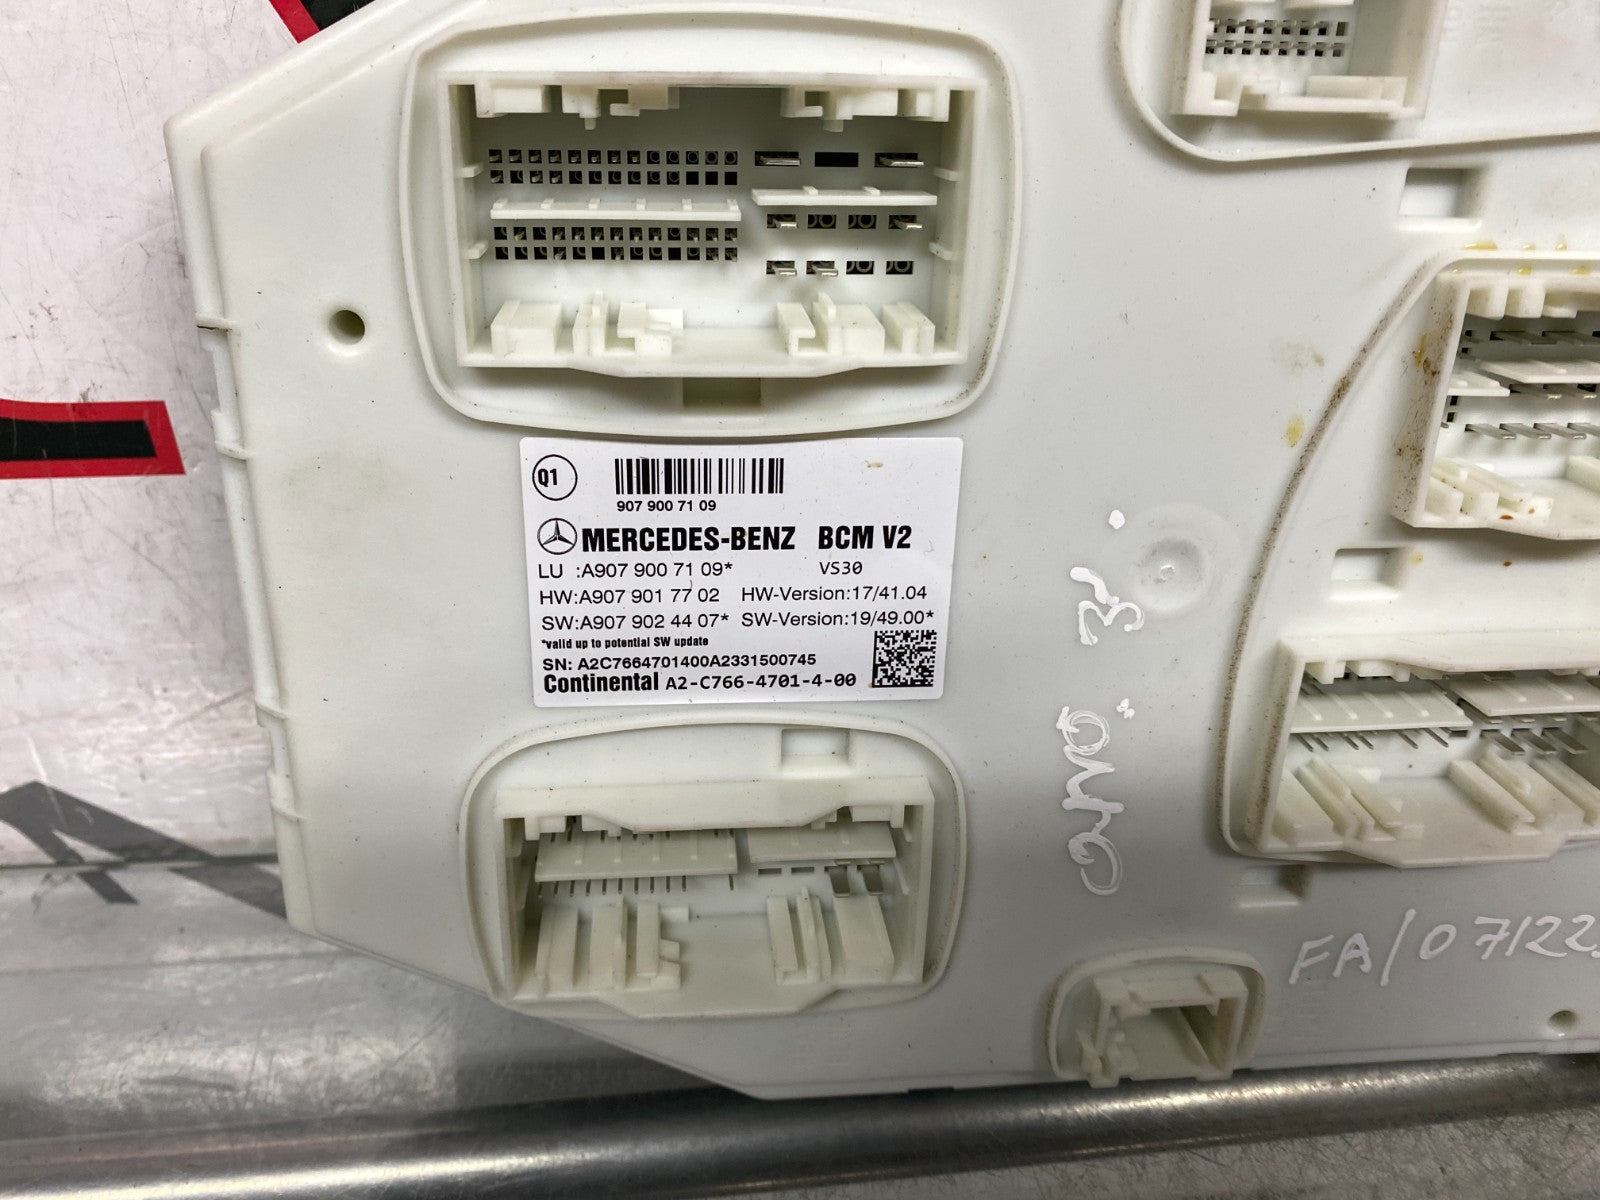 Q1
907 900 71 09
MERCEDES-BENZ BCM V2
LU :A907 900 71 09* VS30
HW:A907 901 77 02 HW-Version:17/41.04
SW:A907 902 44 07* SW-Version:19/49.00*
*valid up to potential SW update
SN: A2C7664701400A2331500745
Continental A2-C766-4701-4-00
FA/07122